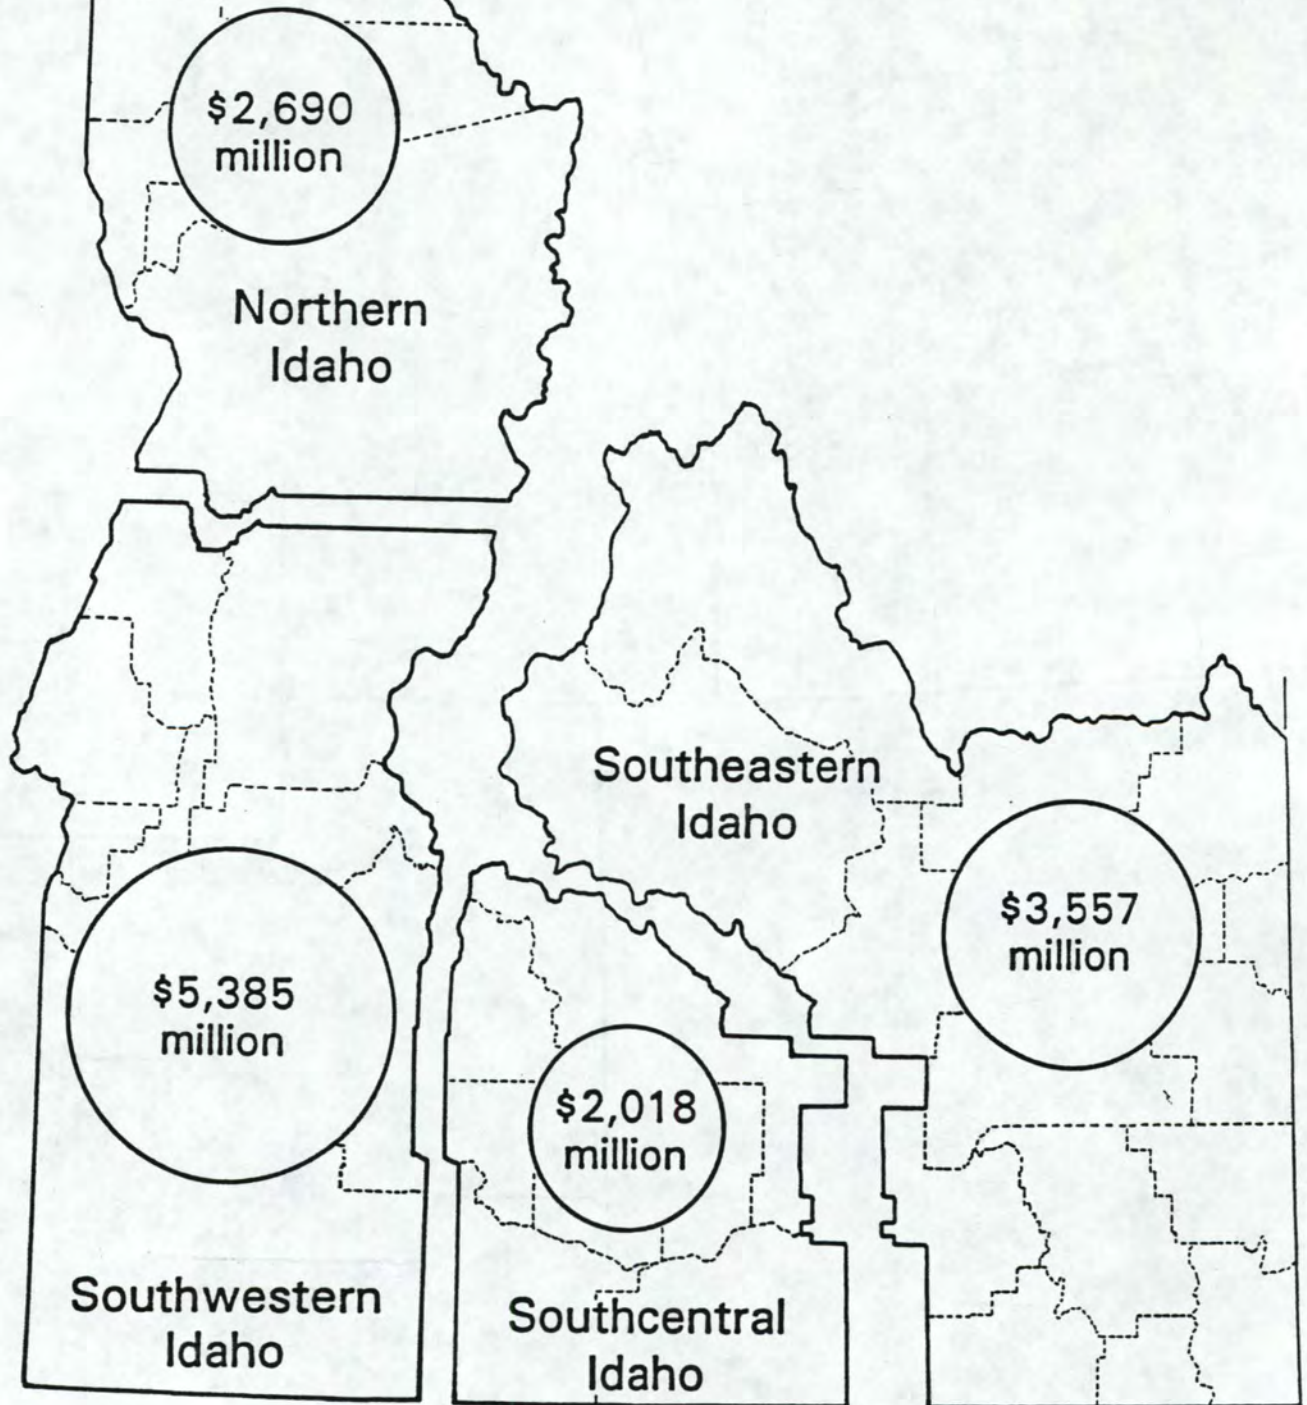 $2,690
million
Northern
Idaho
Southeastern
Idaho
$3,557
million
$5,385
million
$2,018
million
Southwestern
Idaho
Southcentral
Idaho